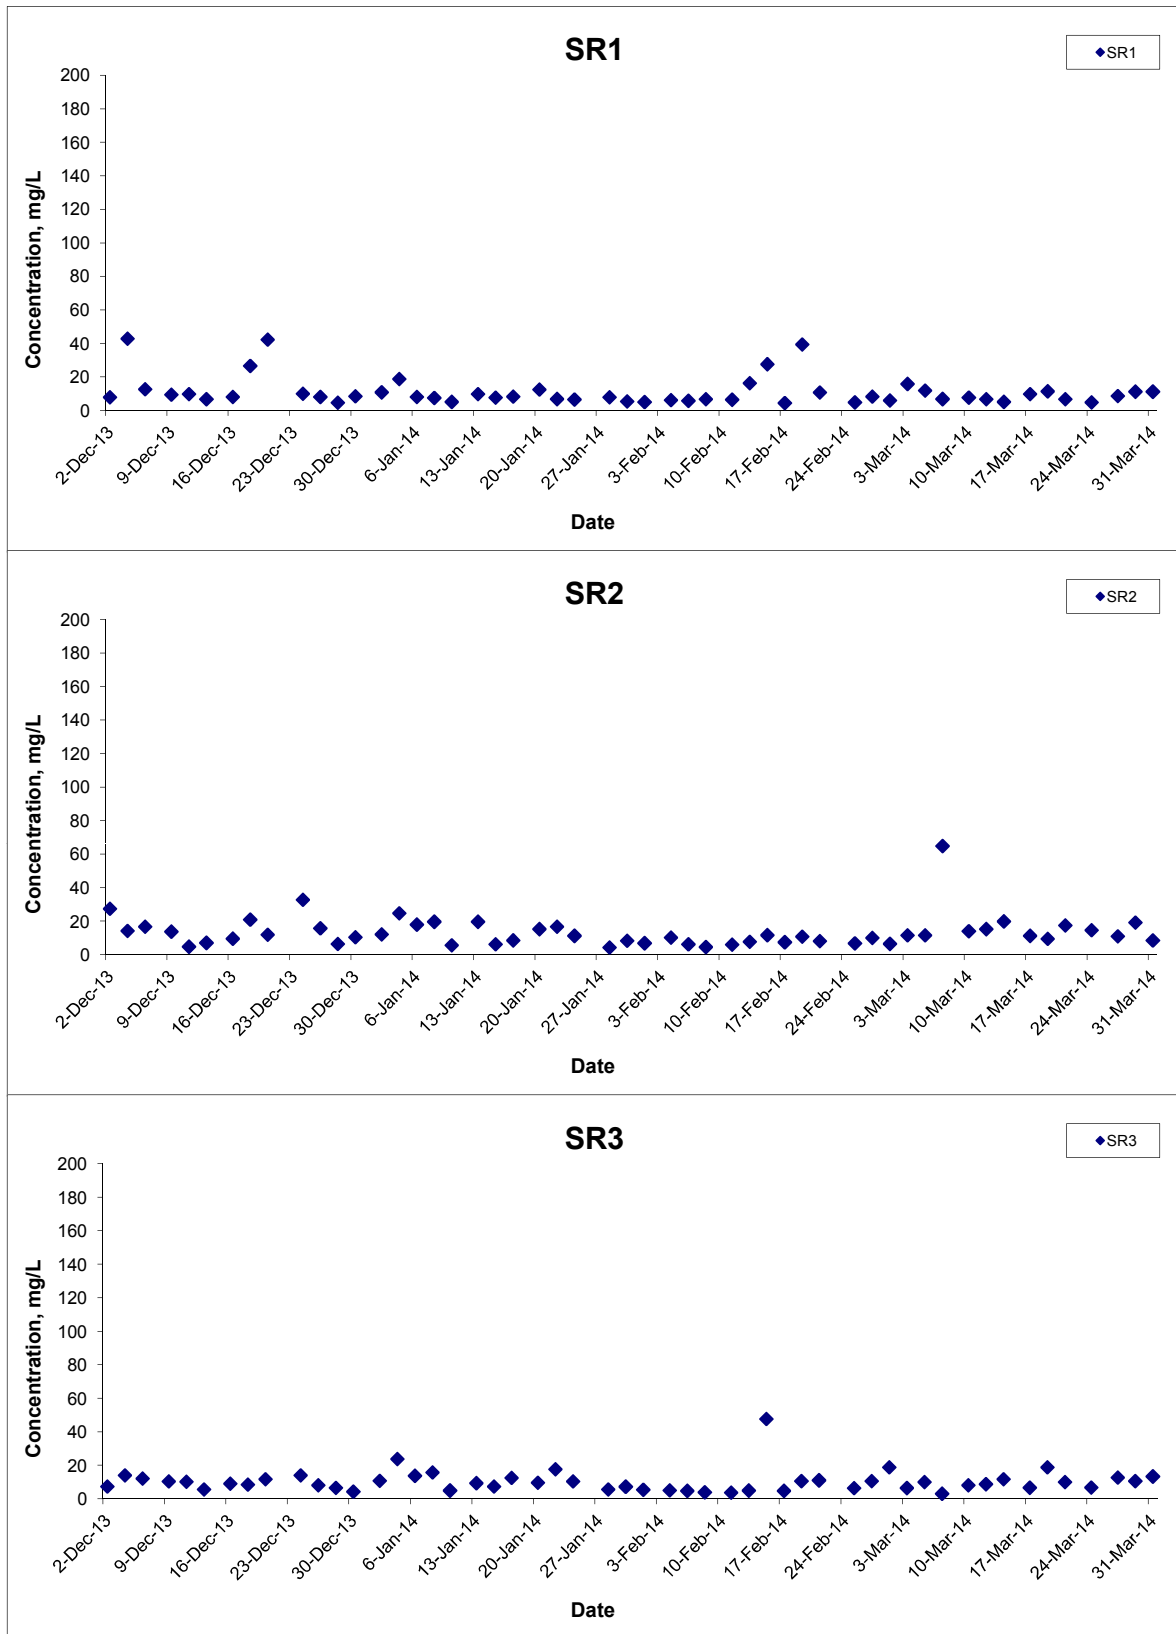 SR1
SR1
200
180
160
140
120
100
80
60
40
20
0
Concentration, mg/L
2-Dec-13
9-Dec-13
16-Dec-13
23-Dec-13
30-Dec-13
6-Jan-14
13-Jan-14
20-Jan-14
27-Jan-14
3-Feb-14
10-Feb-14
17-Feb-14
24-Feb-14
3-Mar-14
10-Mar-14
17-Mar-14
24-Mar-14
31-Mar-14
Date
SR2
SR2
200
180
160
140
120
100
80
60
40
20
0
Concentration, mg/L
2-Dec-13
9-Dec-13
16-Dec-13
23-Dec-13
30-Dec-13
6-Jan-14
13-Jan-14
20-Jan-14
27-Jan-14
3-Feb-14
10-Feb-14
17-Feb-14
24-Feb-14
3-Mar-14
10-Mar-14
17-Mar-14
24-Mar-14
31-Mar-14
Date
SR3
SR3
200
180
160
140
120
100
80
60
40
20
0
Concentration, mg/L
2-Dec-13
9-Dec-13
16-Dec-13
23-Dec-13
30-Dec-13
6-Jan-14
13-Jan-14
20-Jan-14
27-Jan-14
3-Feb-14
10-Feb-14
17-Feb-14
24-Feb-14
3-Mar-14
10-Mar-14
17-Mar-14
24-Mar-14
31-Mar-14
Date